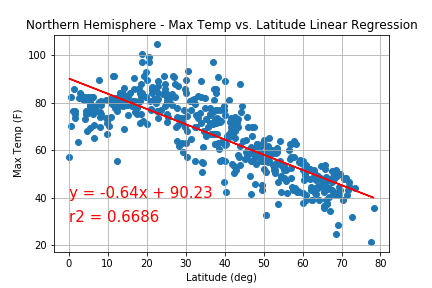 Northern Hemisphere - Max Temp vs. Latitude Linear Regression
Max Temp (F)
100
80
60
40
20
y = -0.64x + 90.23
r2 = 0.6686
0 10 20 30 40 50 60 70 80
Latitude (deg)